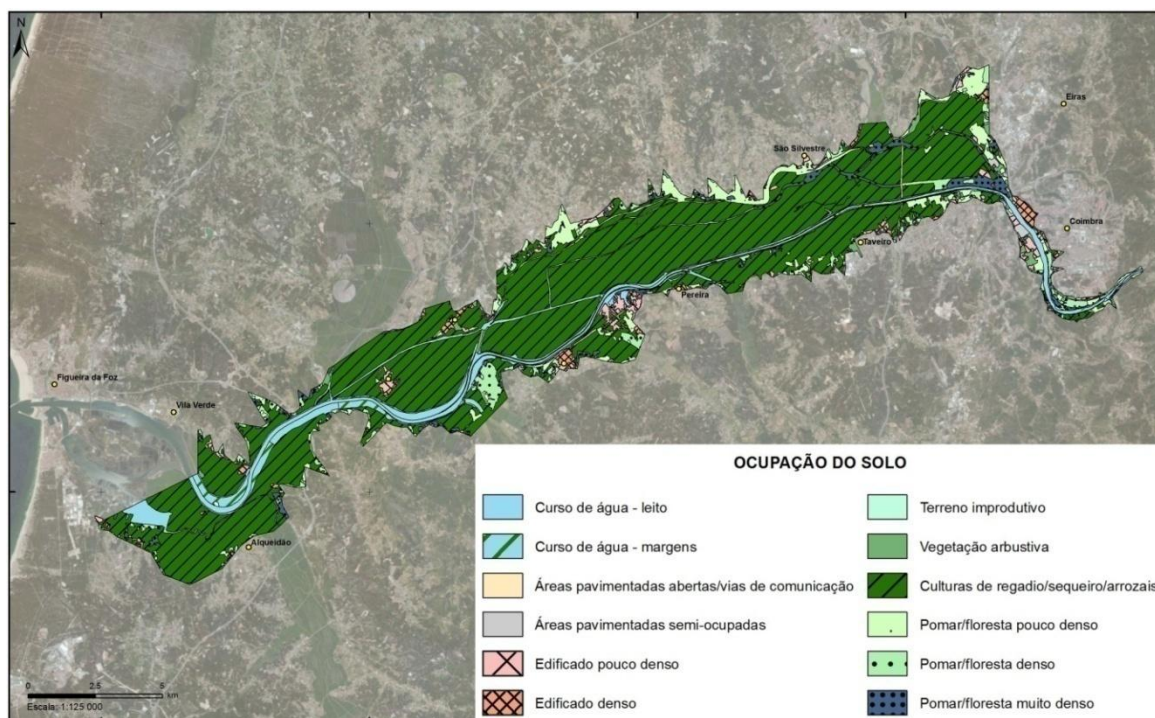 N
Eiras
São Silvestre
Coimbra
Taveiro
Pereira
Figueira da Foz
Vila Verde
Alqueidão
0 2.5 5
km
Escala: 1:125 000
OCUPAÇÃO DO SOLO
Curso de água - leito
Curso de água - margens
Áreas pavimentadas abertas/vias de comunicação
Áreas pavimentadas semi-ocupadas
Edificado pouco denso
Edificado denso
Terreno improdutivo
Vegetação arbustiva
Culturas de regadio/sequeiro/arrozais
Pomar/floresta pouco denso
Pomar/floresta denso
Pomar/floresta muito denso